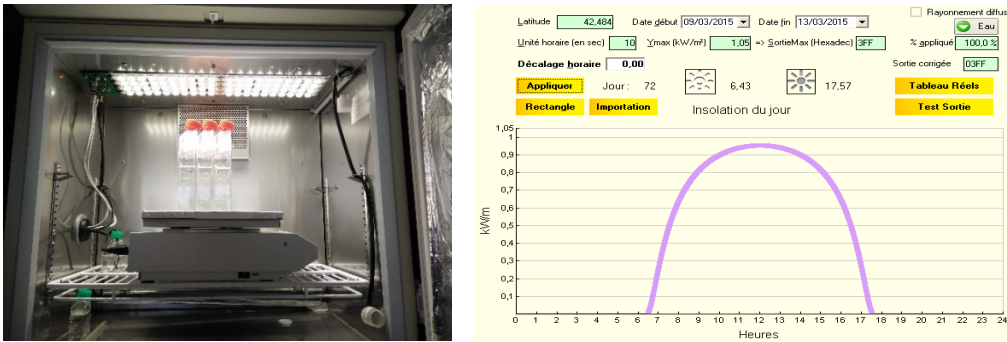 Rayonnement diffus
Latitude 42,484 Date début 09/03/2015 Date fin 13/03/2015
Eau
Unité horaire (en sec) 10 Ymax (kW/m²) 1,05 => SortieMax (Hexadec) 3FF % appliqué 100,0 %
Décalage horaire 0,00 Sortie corrigée 03FF
Appliquer Jour : 72 6,43 17,57 Tableau Réels
Rectangle Importation Insolation du jour Test Sortie
1,05
1
0,9
0,8
0,7
0,6
0,5
0,4
0,3
0,2
0,1
kW/m
0 1 2 3 4 5 6 7 8 9 10 11 12 13 14 15 16 17 18 19 20 21 22 23 24
Heures